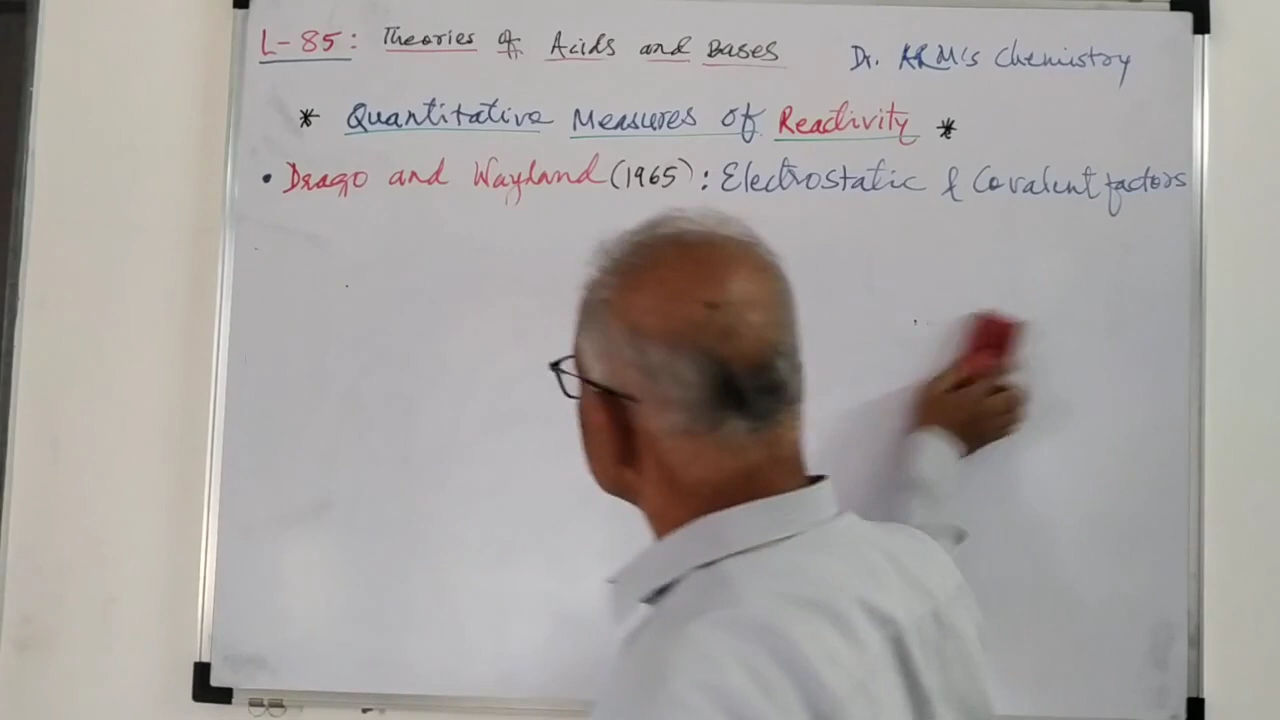 L-85: Theories of Acids and Bases Dr. ARM's Chemistry
* Quantitative Measures of Reactivity *
• Drago and Wayland (1965): Electrostatic & Covalent factors